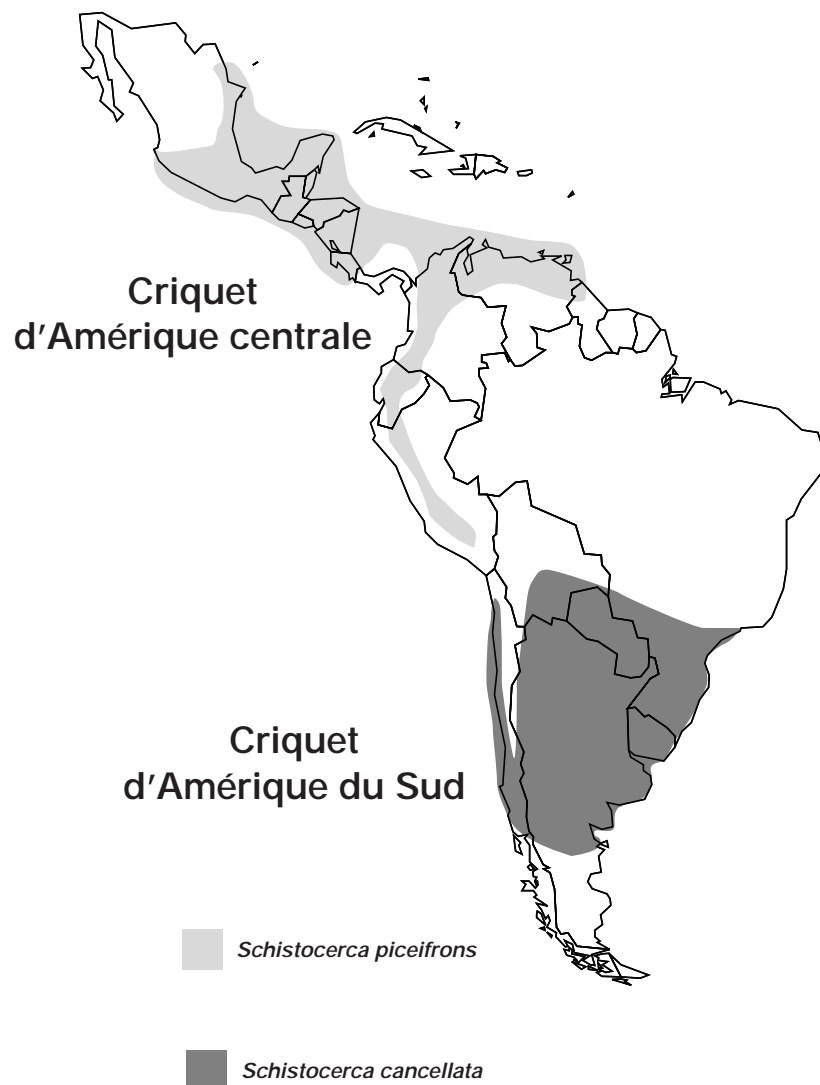 Criquet
d’Amérique centrale
Criquet
d’Amérique du Sud
Schistocerca piceifrons
Schistocerca cancellata